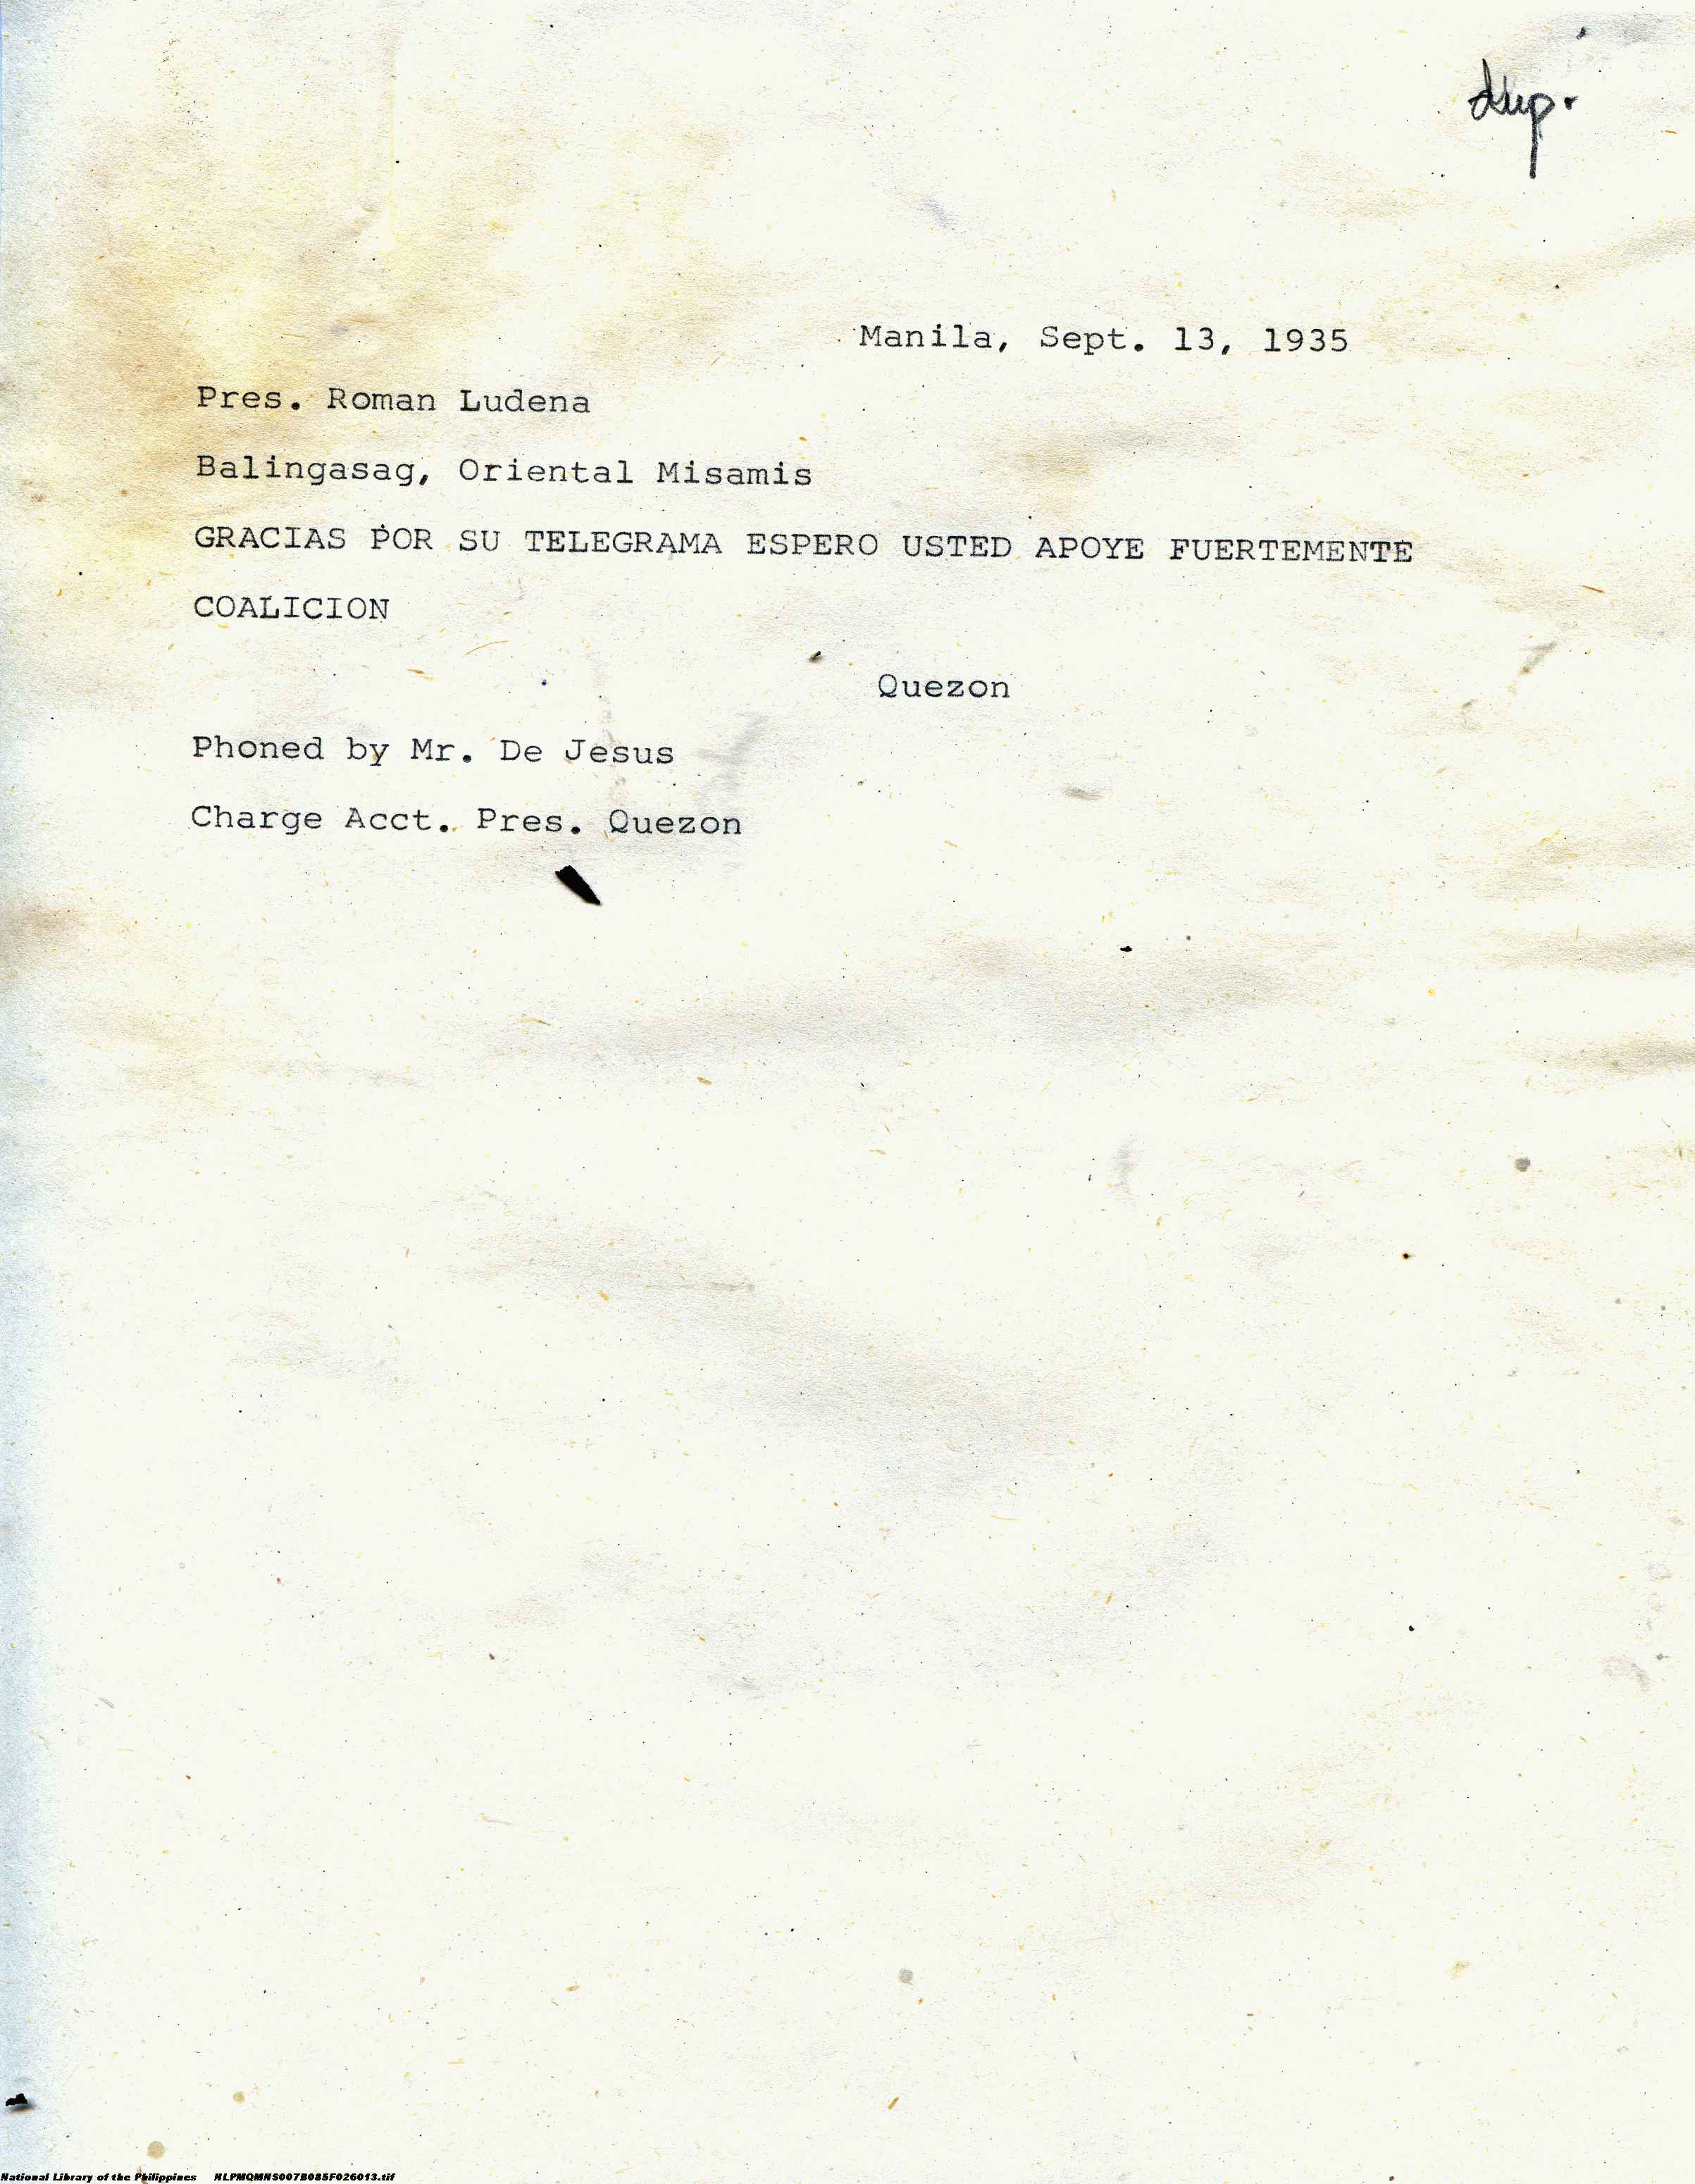 dup.
Manila, Sept. 13, 1935
Pres. Roman Ludena
Balingasag, Oriental Misamis
GRACIAS POR SU TELEGRAMA ESPERO USTED APOYE FUERTEMENTE
COALICION
Quezon
Phoned by Mr. De Jesus
Charge Acct. Pres. Quezon
National Library of the Philippines NLPMQMNS007B085F026013.tif